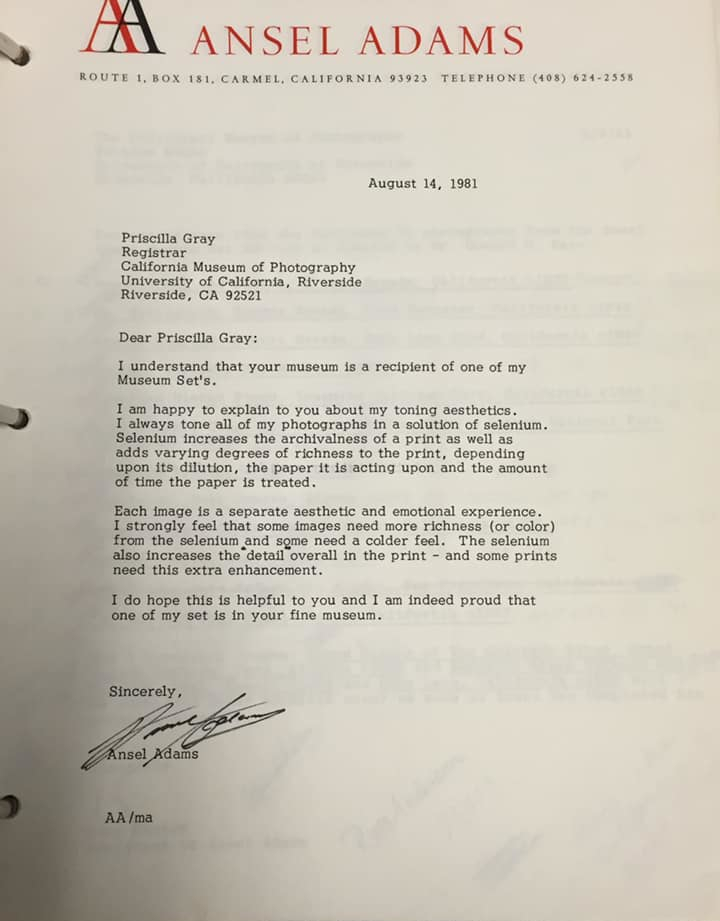 AA ANSEL ADAMS
ROUTE 1, BOX 181, CARMEL, CALIFORNIA 93923 TELEPHONE (408) 624-2558
August 14, 1981
Priscilla Gray
Registrar
California Museum of Photography
University of California, Riverside
Riverside, CA 92521
Dear Priscilla Gray:
I understand that your museum is a recipient of one of my
Museum Set's.
I am happy to explain to you about my toning aesthetics.
I always tone all of my photographs in a solution of selenium.
Selenium increases the archivalness of a print as well as
adds varying degrees of richness to the print, depending
upon its dilution, the paper it is acting upon and the amount
of time the paper is treated.
Each image is a separate aesthetic and emotional experience.
I strongly feel that some images need more richness (or color)
from the selenium and some need a colder feel. The selenium
also increases the "detail" overall in the print - and some prints
need this extra enhancement.
I do hope this is helpful to you and I am indeed proud that
one of my set is in your fine museum.
Sincerely,
Ansel Adams
Ansel Adams
AA/ma